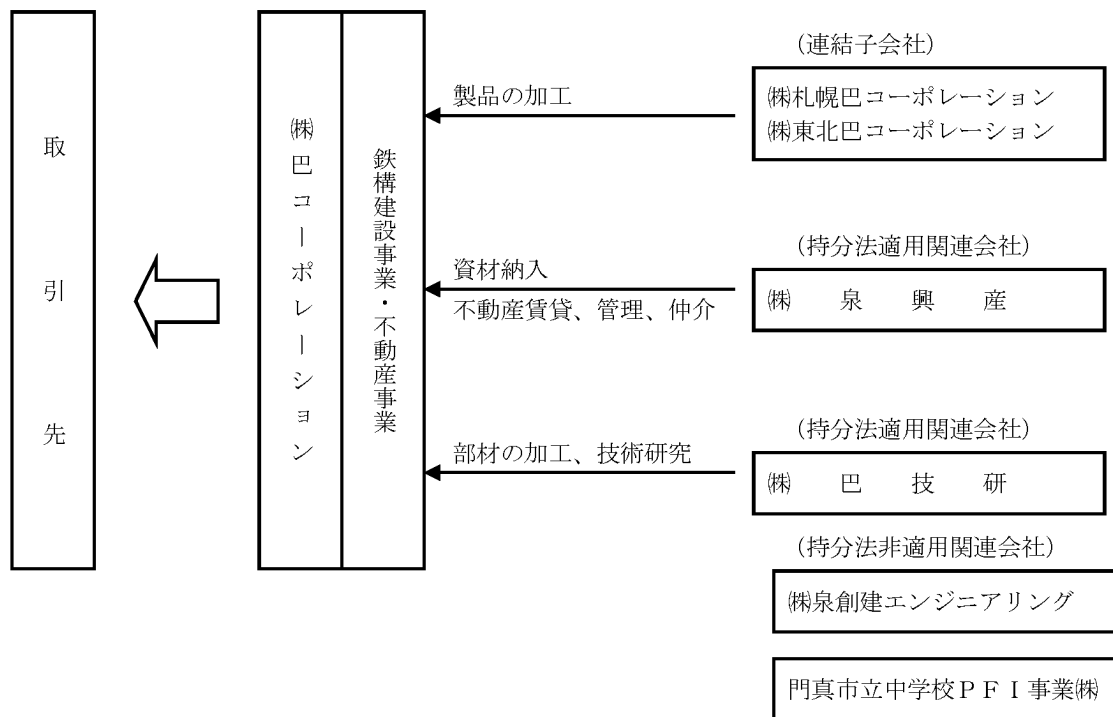 取引先
㈱巴コーポレーション
鉄構建設事業・不動産事業
(連結子会社)
製品の加工
㈱札幌巴コーポレーション
㈱東北巴コーポレーション
(持分法適用関連会社)
資材納入
不動産賃貸、管理、仲介
㈱ 泉 興 産
(持分法適用関連会社)
部材の加工、技術研究
㈱ 巴 技 研
(持分法非適用関連会社)
㈱泉創建エンジニアリング
門真市立中学校PFI事業㈱